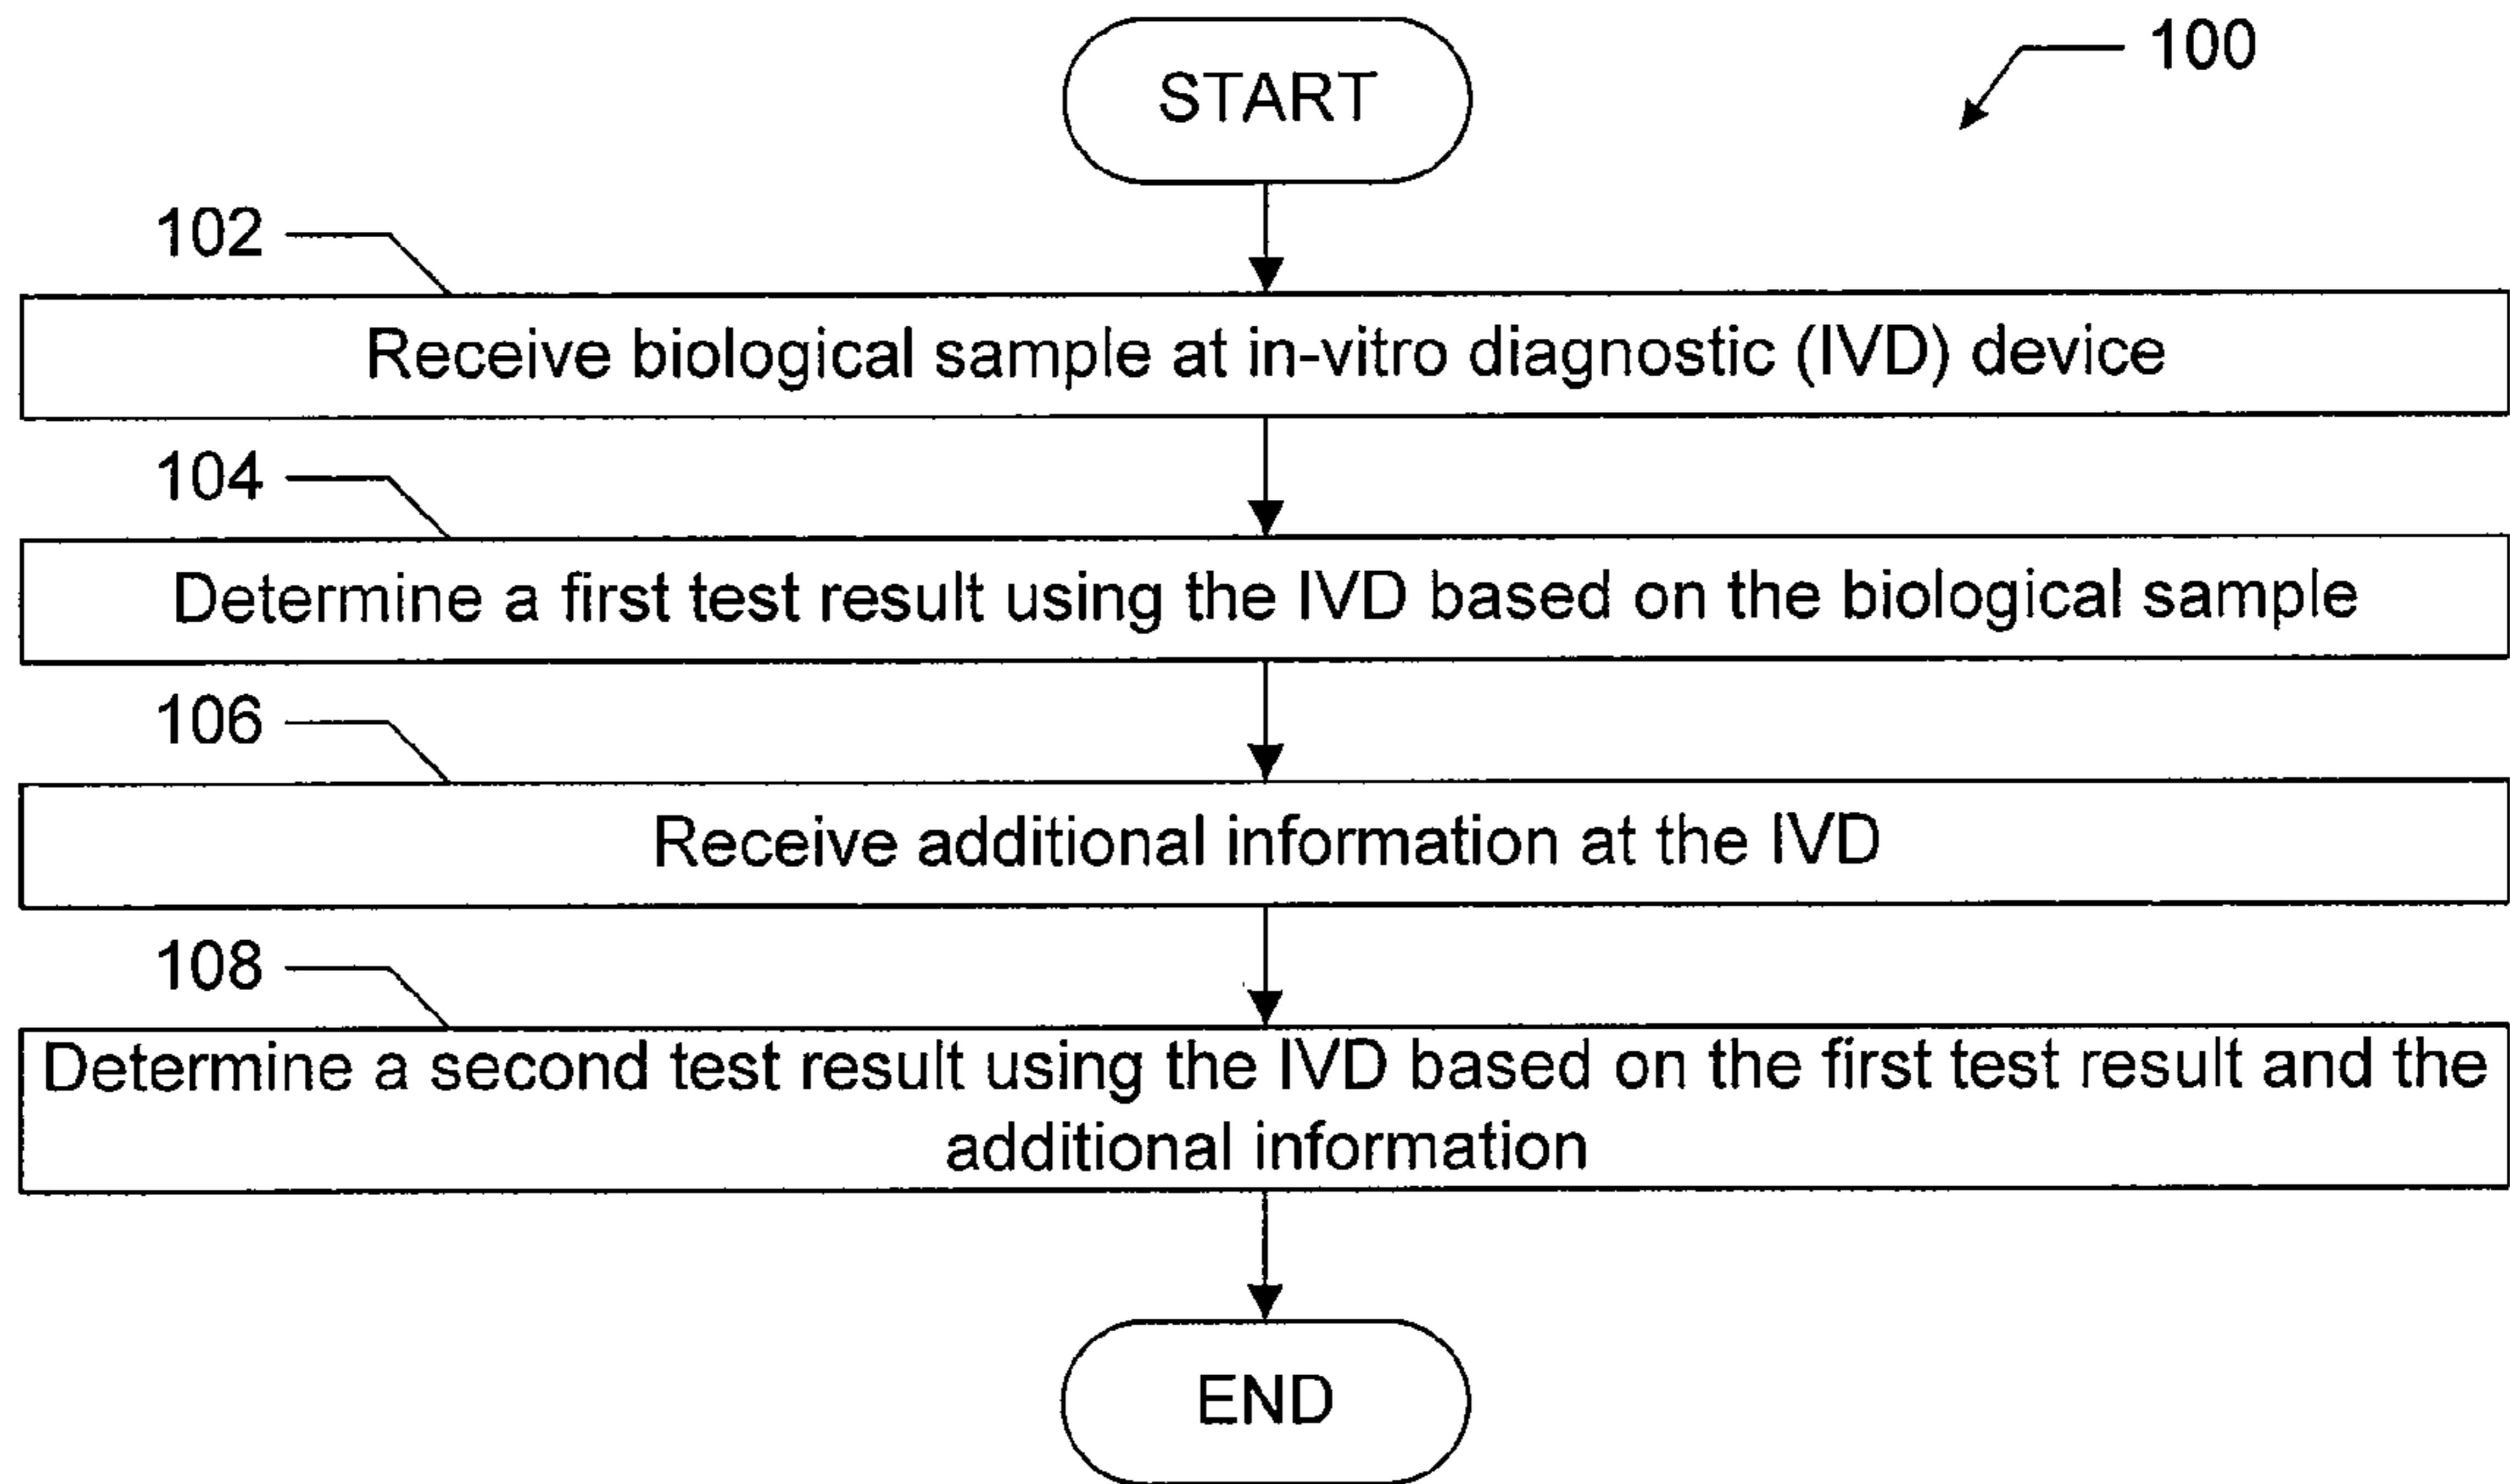 START
100
102
Receive biological sample at in-vitro diagnostic (IVD) device
104
Determine a first test result using the IVD based on the biological sample
106
Receive additional information at the IVD
108
Determine a second test result using the IVD based on the first test result and the
additional information
END